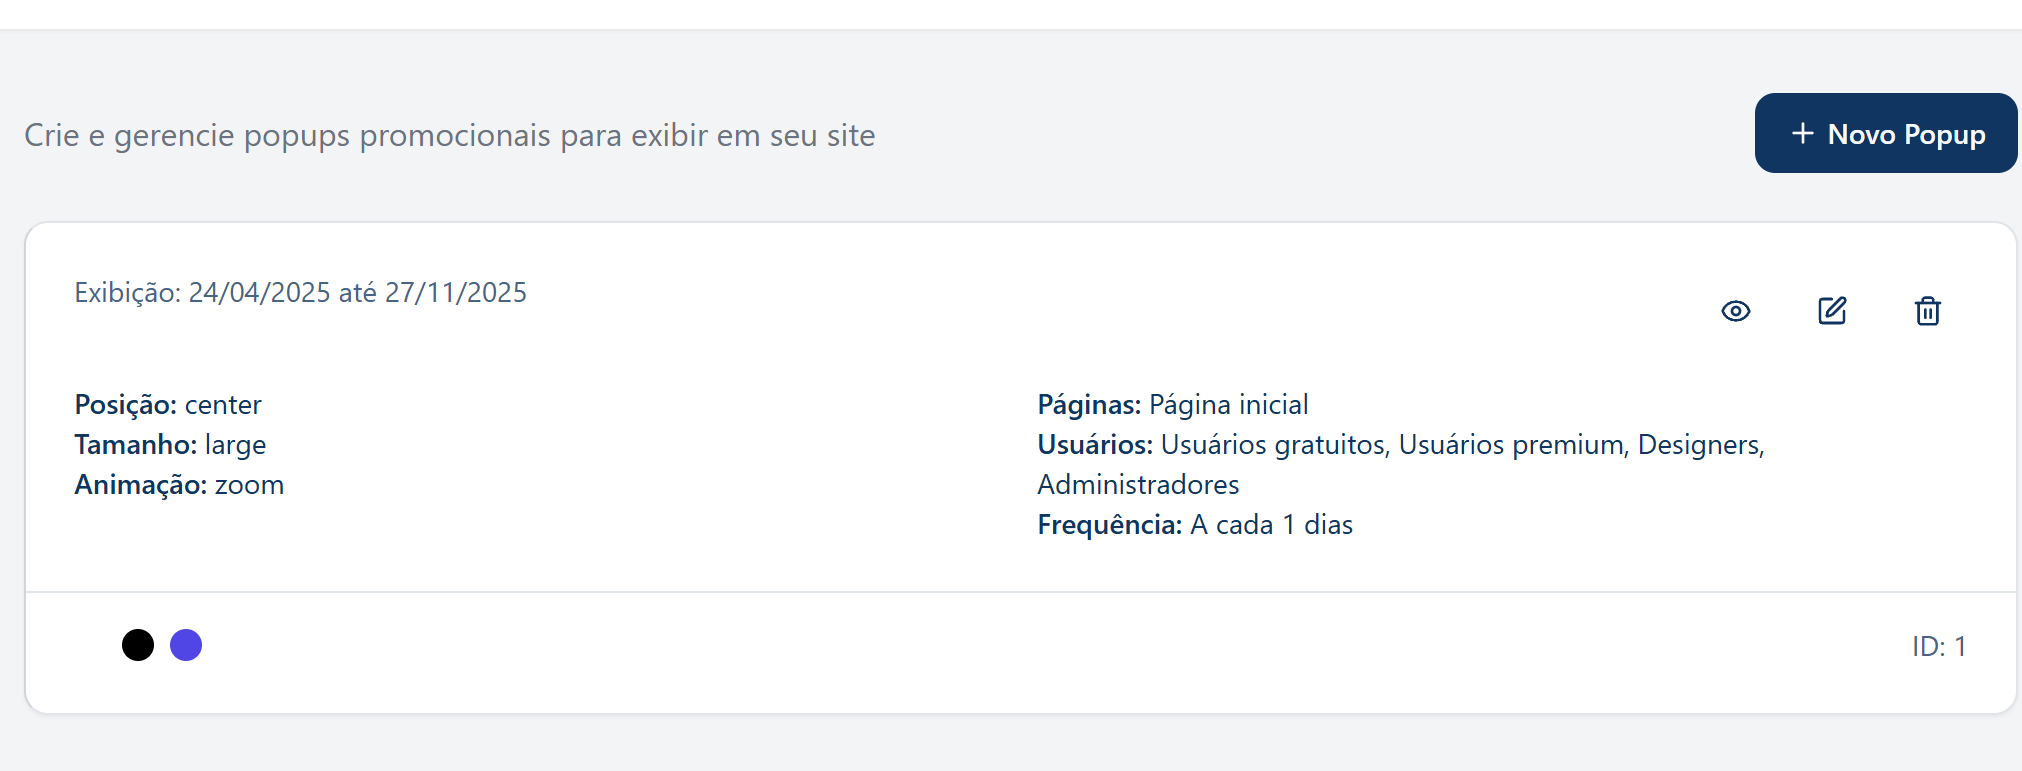 Crie e gerencie popups promocionais para exibir em seu site
+ Novo Popup
Exibição: 24/04/2025 até 27/11/2025
Posição: center
Tamanho: large
Animação: zoom
Páginas: Página inicial
Usuários: Usuários gratuitos, Usuários premium, Designers,
Administradores
Frequência: A cada 1 dias
ID: 1